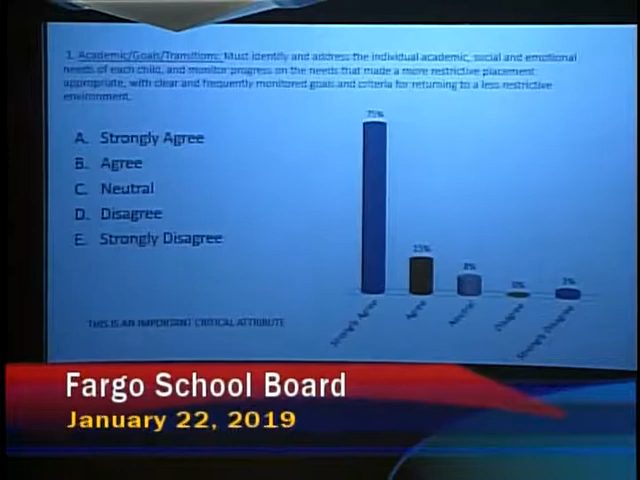 1. Academic/Goals/Transitions: Must identify and address the individual academic, social and emotional
needs of each child, and monitor progress on the needs that made a more restrictive placement
appropriate, with clear and frequently monitored goals and criteria for returning to a less restrictive
environment.
75%
A. Strongly Agree
B. Agree
C. Neutral
D. Disagree
E. Strongly Disagree
8%
0%
Strongly Agree
Agree
Neutral
Disagree
Strongly Disagree
THIS IS AN IMPORTANT CRITICAL ATTRIBUTE
Fargo School Board
January 22, 2019